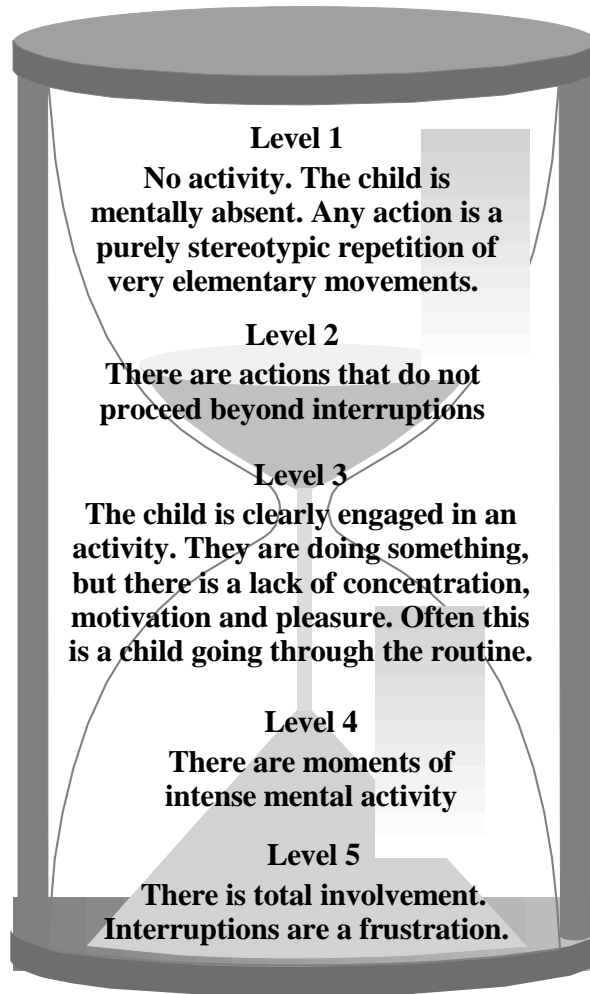 Level 1
No activity. The child is
mentally absent. Any action is a
purely stereotypic repetition of
very elementary movements.
Level 2
There are actions that do not
proceed beyond interruptions
Level 3
The child is clearly engaged in an
activity. They are doing something,
but there is a lack of concentration,
motivation and pleasure. Often this
is a child going through the routine.
Level 4
There are moments of
intense mental activity
Level 5
There is total involvement.
Interruptions are a frustration.